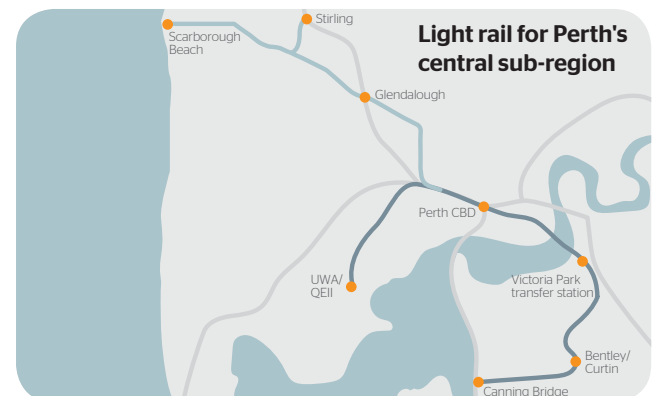 Light rail for Perth's
central sub-region
Stirling
Scarborough
Beach
Glendalough
Perth CBD
UWA/
QEII
Victoria Park
transfer station
Bentley/
Curtin
Canning Bridge